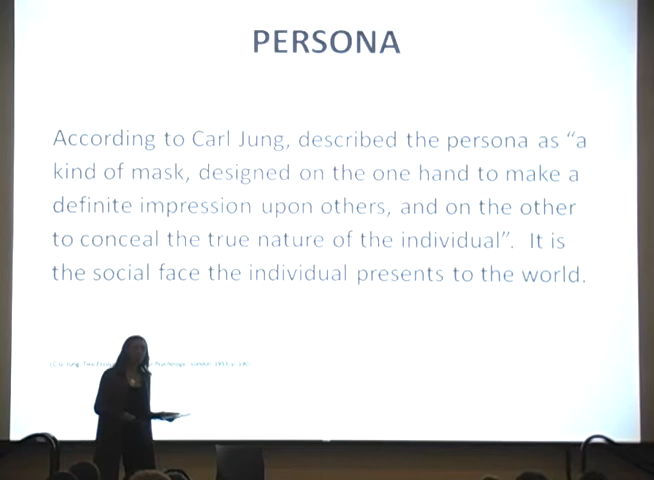 PERSONA
According to Carl Jung, described the persona as “a
kind of mask, designed on the one hand to make a
definite impression upon others, and on the other
to conceal the true nature of the individual”.  It is
the social face the individual presents to the world.